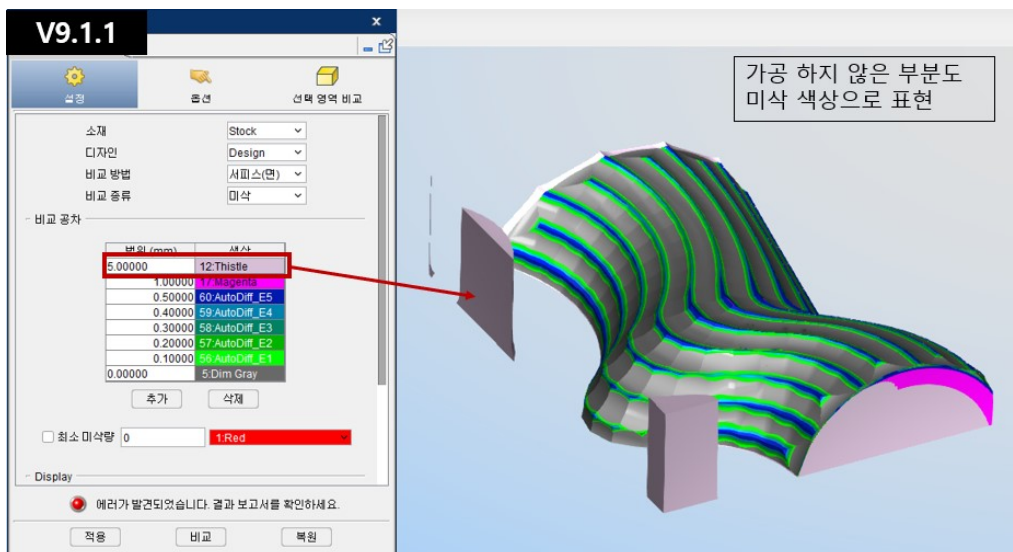 V9.1.1
x
설정
옵션
선택 영역 비교
소재
Stock
디자인
Design
비교 방법
서피스(면)
비교 종류
미삭
비교 공차
범위 (mm) 색상
5.00000 12:Thistle
1.00000 17:Magenta
0.50000 60:AutoDiff_E5
0.40000 59:AutoDiff_E4
0.30000 58:AutoDiff_E3
0.20000 57:AutoDiff_E2
0.10000 56:AutoDiff_E1
0.00000 5:Dim Gray
추가 삭제
최소 미삭량 0 1:Red
Display
에러가 발견되었습니다. 결과 보고서를 확인하세요.
적용 비교 복원
가공 하지 않은 부분도
미삭 색상으로 표현